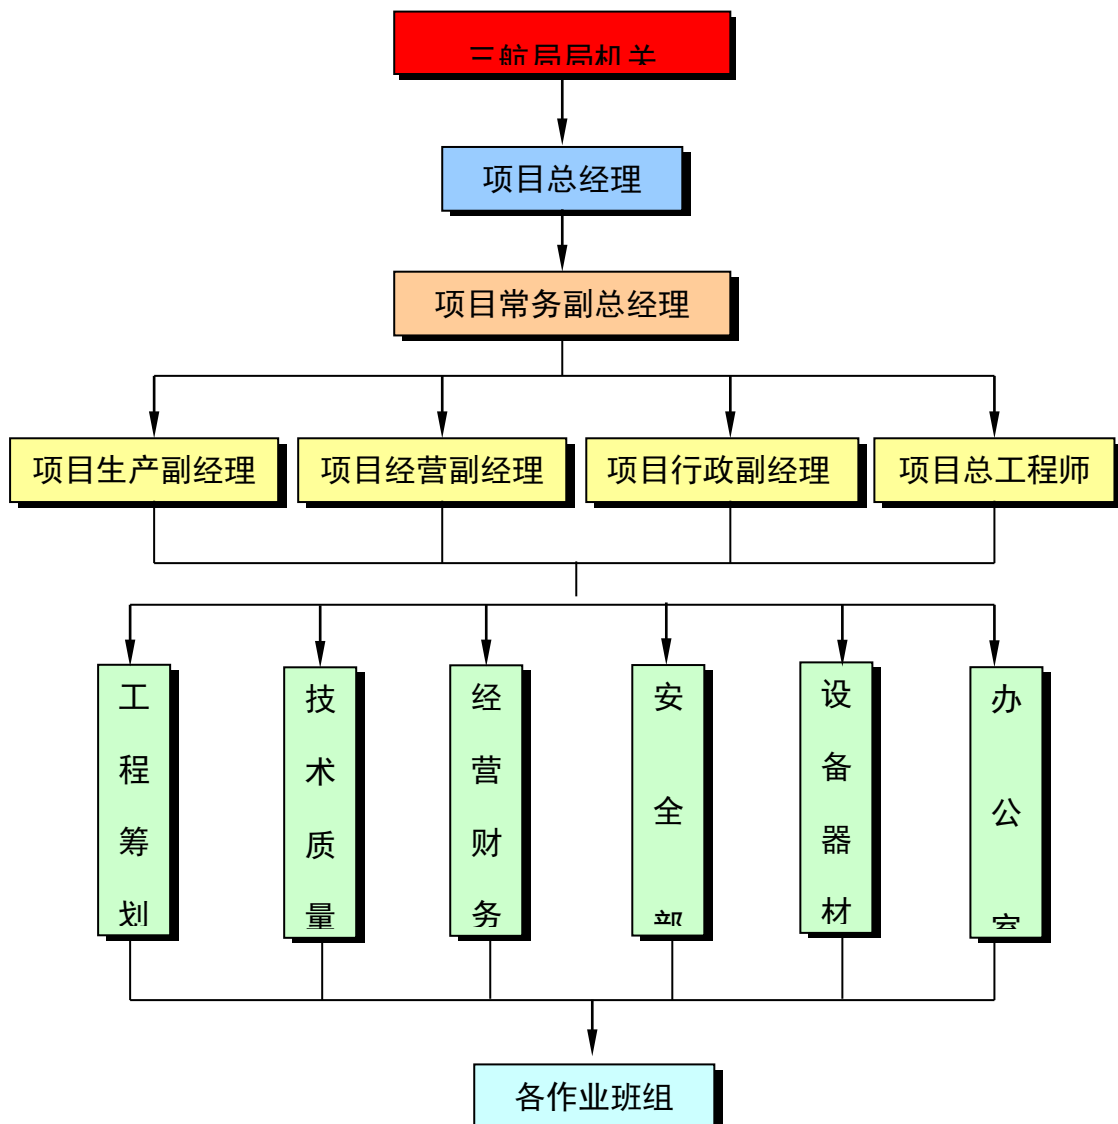 三航局局机关
项目总经理
项目常务副总经理
项目生产副经理
项目经营副经理
项目行政副经理
项目总工程师
工程筹划
技术质量
经营财务
安全部
设备器材
办公室
各作业班组